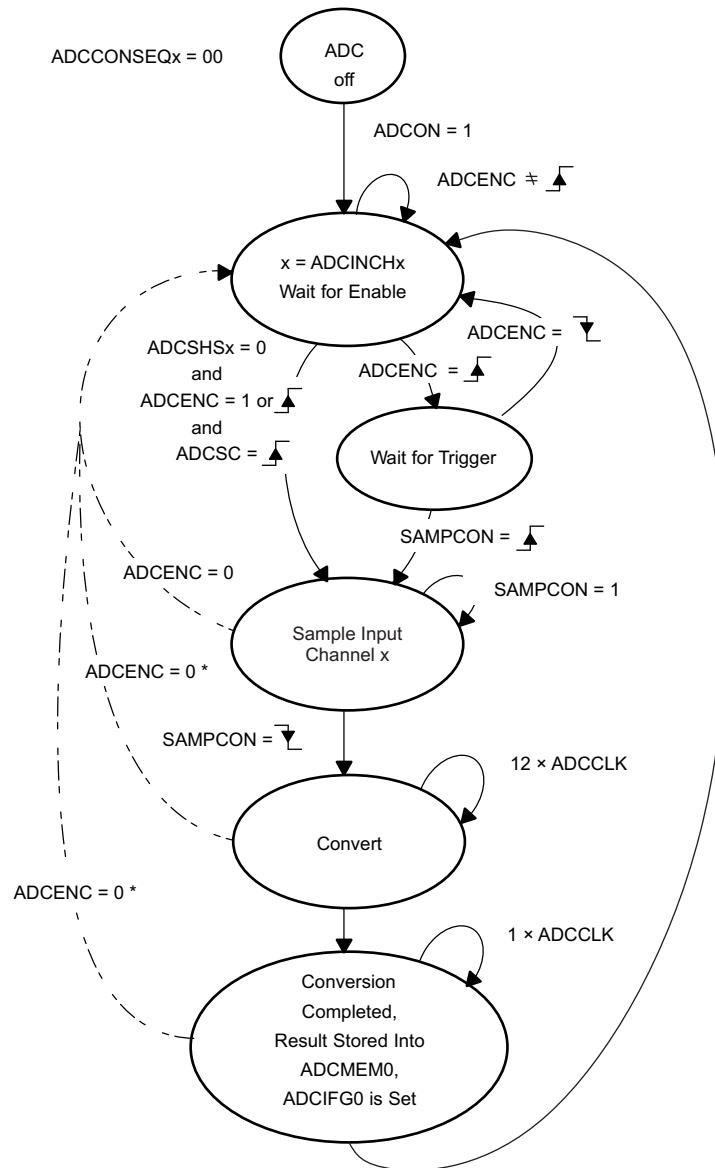 ADCCONSEQx = 00
ADC
off
ADCON = 1
ADCENC ≠
x = ADCINCHx
Wait for Enable
ADCENC =
ADCSHSx = 0
and
ADCENC = 1 or
and
ADCSC =
ADCENC =
Wait for Trigger
SAMPCON =
ADCENC = 0
SAMPCON = 1
Sample Input
Channel x
ADCENC = 0 *
SAMPCON =
12 × ADCCLK
Convert
ADCENC = 0 *
1 × ADCCLK
Conversion
Completed,
Result Stored Into
ADCMEM0,
ADCIFG0 is Set